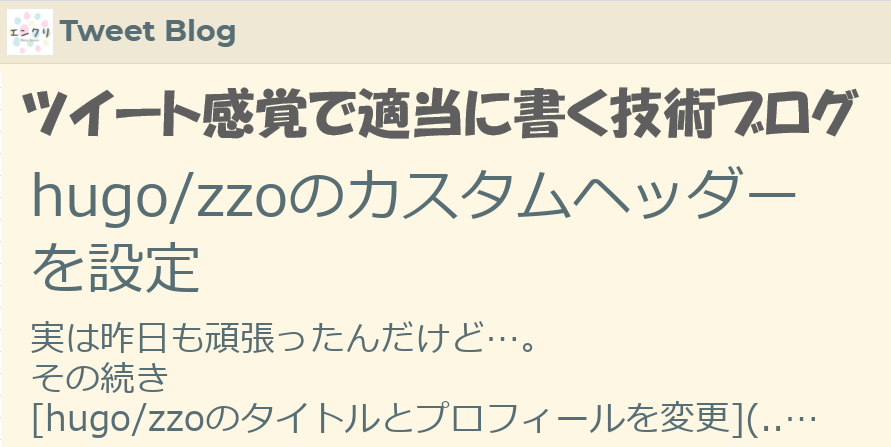 エンクリ
Tweet Blog
ツイート感覚で適当に書く技術ブログ
hugo/zzoのカスタムヘッダー
を設定
実は昨日も頑張ったんだけど…。
その続き
[hugo/zzoのタイトルとプロフィールを変更](..…